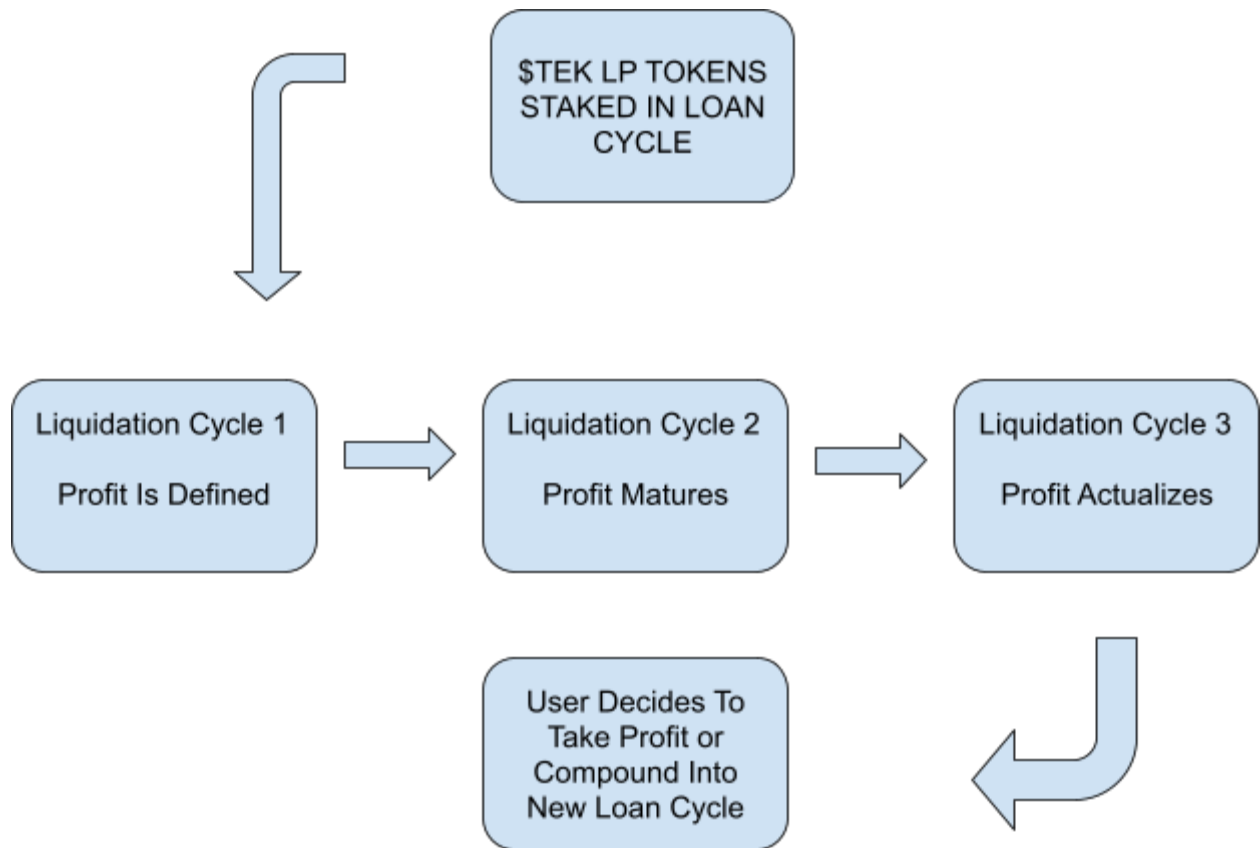 $TEK LP TOKENS
STAKED IN LOAN
CYCLE
Liquidation Cycle 1
Profit Is Defined
Liquidation Cycle 2
Profit Matures
Liquidation Cycle 3
Profit Actualizes
User Decides To
Take Profit or
Compound Into
New Loan Cycle